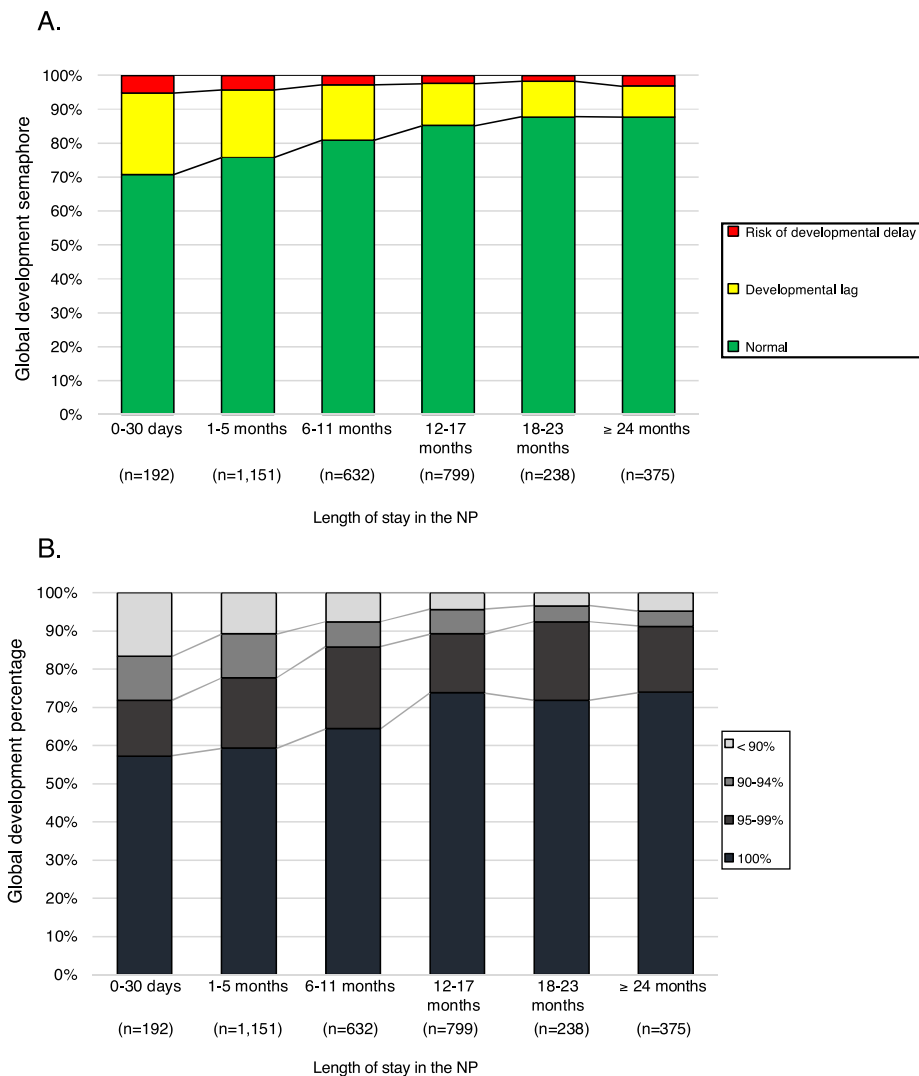 A.
Global development semaphore
100%
90%
80%
70%
60%
50%
40%
30%
20%
10%
0%
0-30 days 1-5 months 6-11 months 12-17 months 18-23 months ≥ 24 months
(n=192) (n=1,151) (n=632) (n=799) (n=238) (n=375)
Length of stay in the NP
Risk of developmental delay
Developmental lag
Normal
B.
Global development percentage
100%
90%
80%
70%
60%
50%
40%
30%
20%
10%
0%
0-30 days 1-5 months 6-11 months 12-17 months 18-23 months ≥ 24 months
(n=192) (n=1,151) (n=632) (n=799) (n=238) (n=375)
Length of stay in the NP
< 90%
90-94%
95-99%
100%